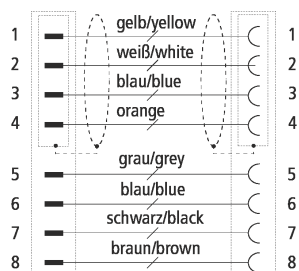 1 gelb/yellow 1
2 weiß/white 2
3 blau/blue 3
4 orange 4
5 grau/grey 5
6 blau/blue 6
7 schwarz/black 7
8 braun/brown 8